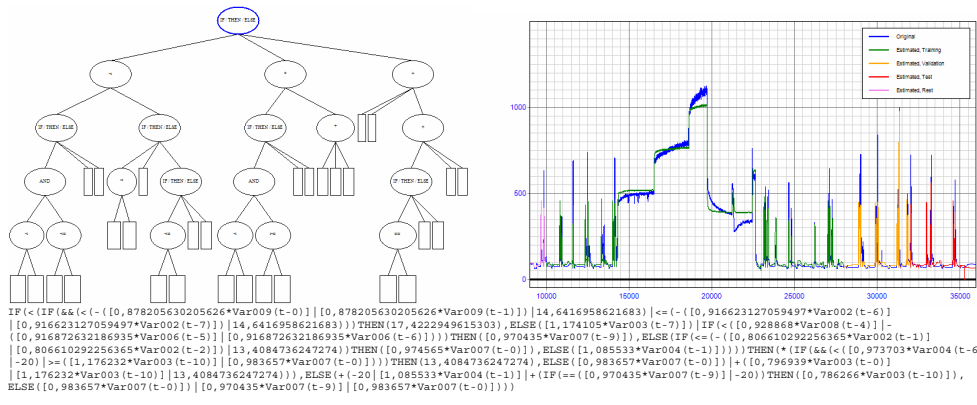 IF / THEN / ELSE
IF / THEN / ELSE
IF / THEN / ELSE
IF / THEN / ELSE
AND
IF / THEN / ELSE
AND
IF / THEN / ELSE
Original
Estimated, Training
Estimated, Validation
Estimated, Test
Estimated, Rest
1000
500
0
10000 15000 20000 25000 30000 35000
IF(<(IF(&&(<(-([0,878205630205626*Var009(t-0)]|[0,878205630205626*Var009(t-1)])|14,6416958621683)|<=(-([0,916623127059497*Var002(t-6)]
|[0,916623127059497*Var002(t-7)])|14,6416958621683)))THEN(17,4222949615303),ELSE([1,174105*Var003(t-7)])|IF(<([0,928868*Var008(t-4)]|-
([0,916872632186935*Var006(t-5)]|[0,916872632186935*Var006(t-6)])))THEN([0,970435*Var007(t-9)]),ELSE(IF(<=(-([0,806610292256365*Var002(t-1)]
|[0,806610292256365*Var002(t-2)])|13,4084736247274))THEN([0,974565*Var007(t-0)]),ELSE([1,085533*Var004(t-1)]))))THEN(*(IF(&&(<([0,973703*Var004(t-6
|-20)|>=([1,176232*Var003(t-10)]|[0,983657*Var007(t-0)])))THEN(13,4084736247274),ELSE([0,983657*Var007(t-0)])|+([0,796939*Var003(t-0)]
|[1,176232*Var003(t-10)]|13,4084736247274))),ELSE(+(-20|[1,085533*Var004(t-1)]|+(IF(==([0,970435*Var007(t-9)]|-20))THEN([0,786266*Var003(t-10)]),
ELSE([0,983657*Var007(t-0)])|[0,970435*Var007(t-9)]|[0,983657*Var007(t-0)])))